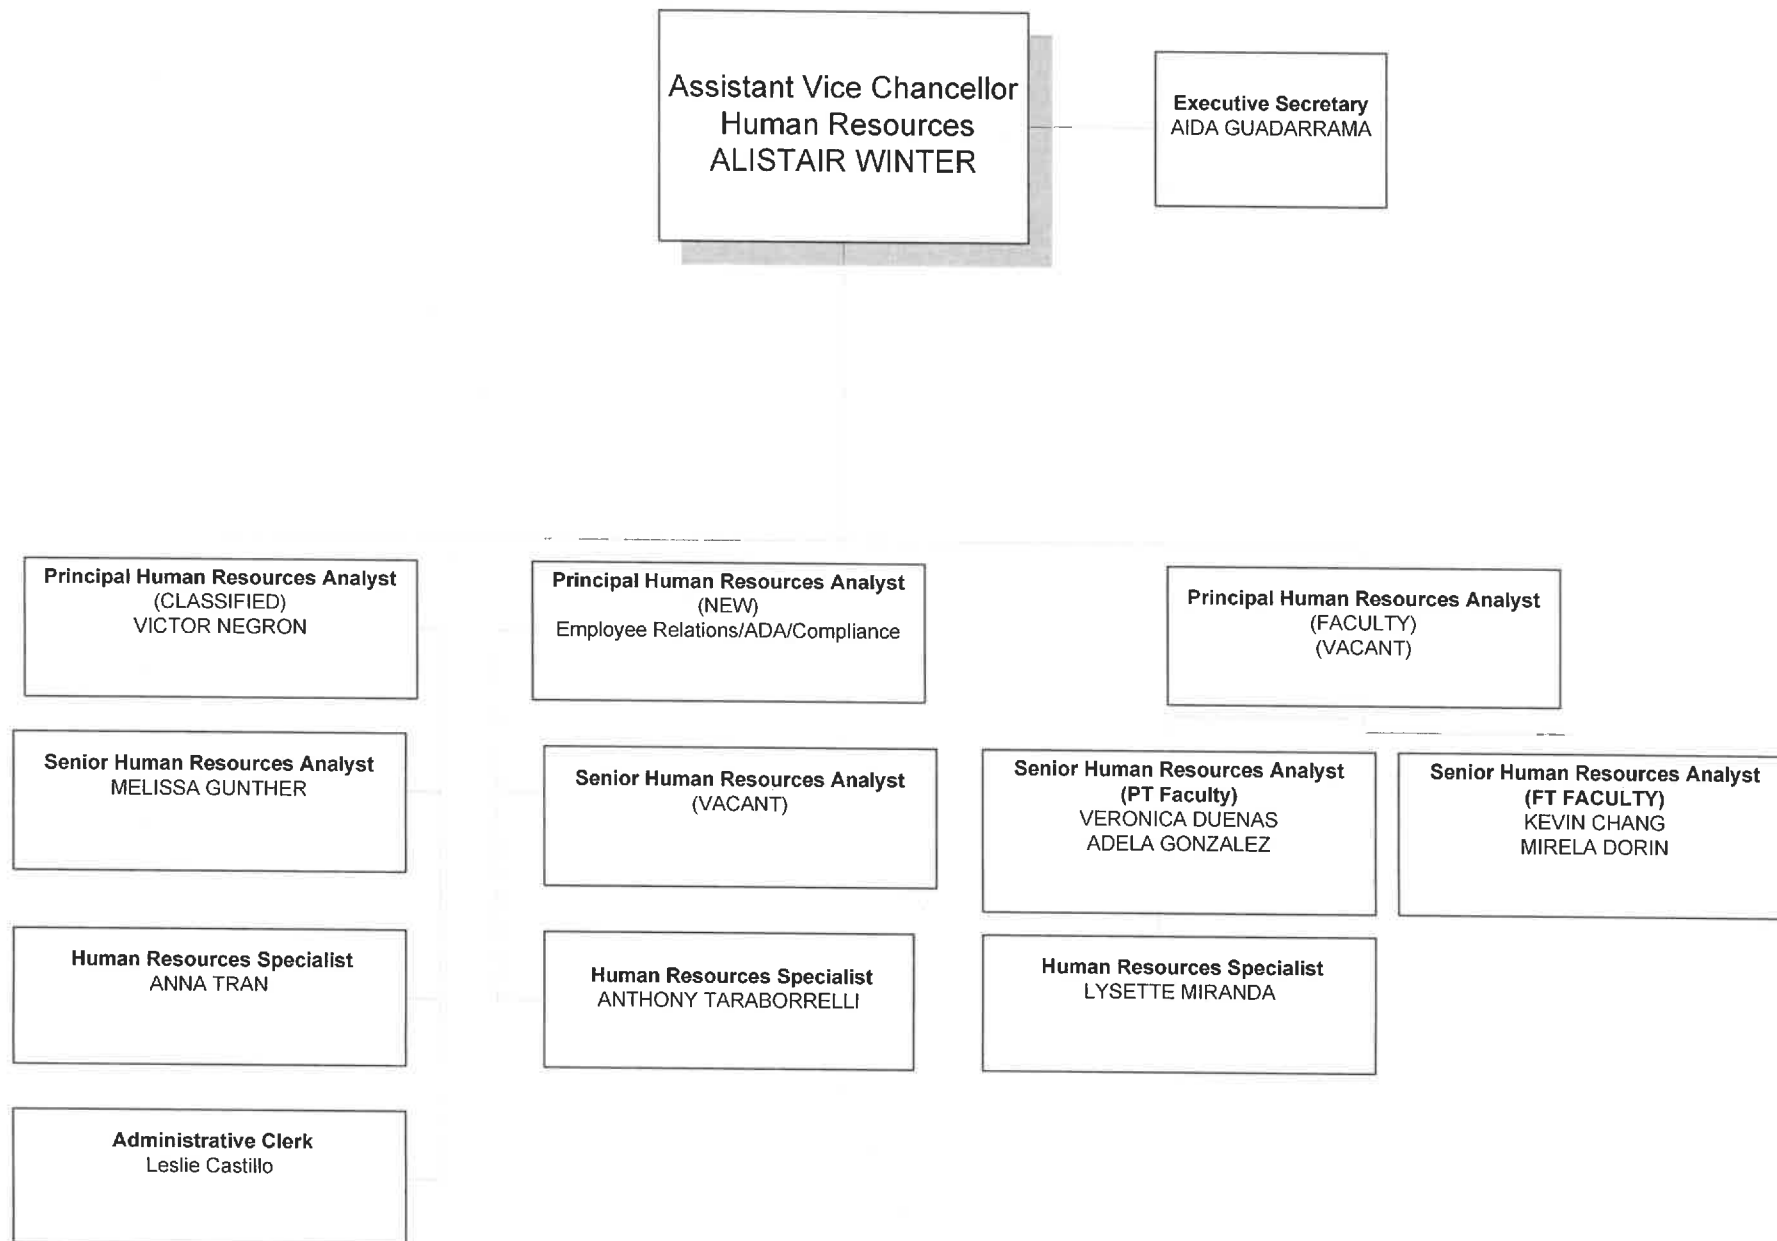 Assistant Vice Chancellor
Human Resources
ALISTAIR WINTER
Executive Secretary
AIDA GUADARRAMA
Principal Human Resources Analyst
(CLASSIFIED)
VICTOR NEGRON
Principal Human Resources Analyst
(NEW)
Employee Relations/ADA/Compliance
Principal Human Resources Analyst
(FACULTY)
(VACANT)
Senior Human Resources Analyst
MELISSA GUNTHER
Senior Human Resources Analyst
(VACANT)
Senior Human Resources Analyst
(PT Faculty)
VERONICA DUENAS
ADELA GONZALEZ
Senior Human Resources Analyst
(FT FACULTY)
KEVIN CHANG
MIRELA DORIN
Human Resources Specialist
ANNA TRAN
Human Resources Specialist
ANTHONY TARABORRELLI
Human Resources Specialist
LYSETTE MIRANDA
Administrative Clerk
Leslie Castillo